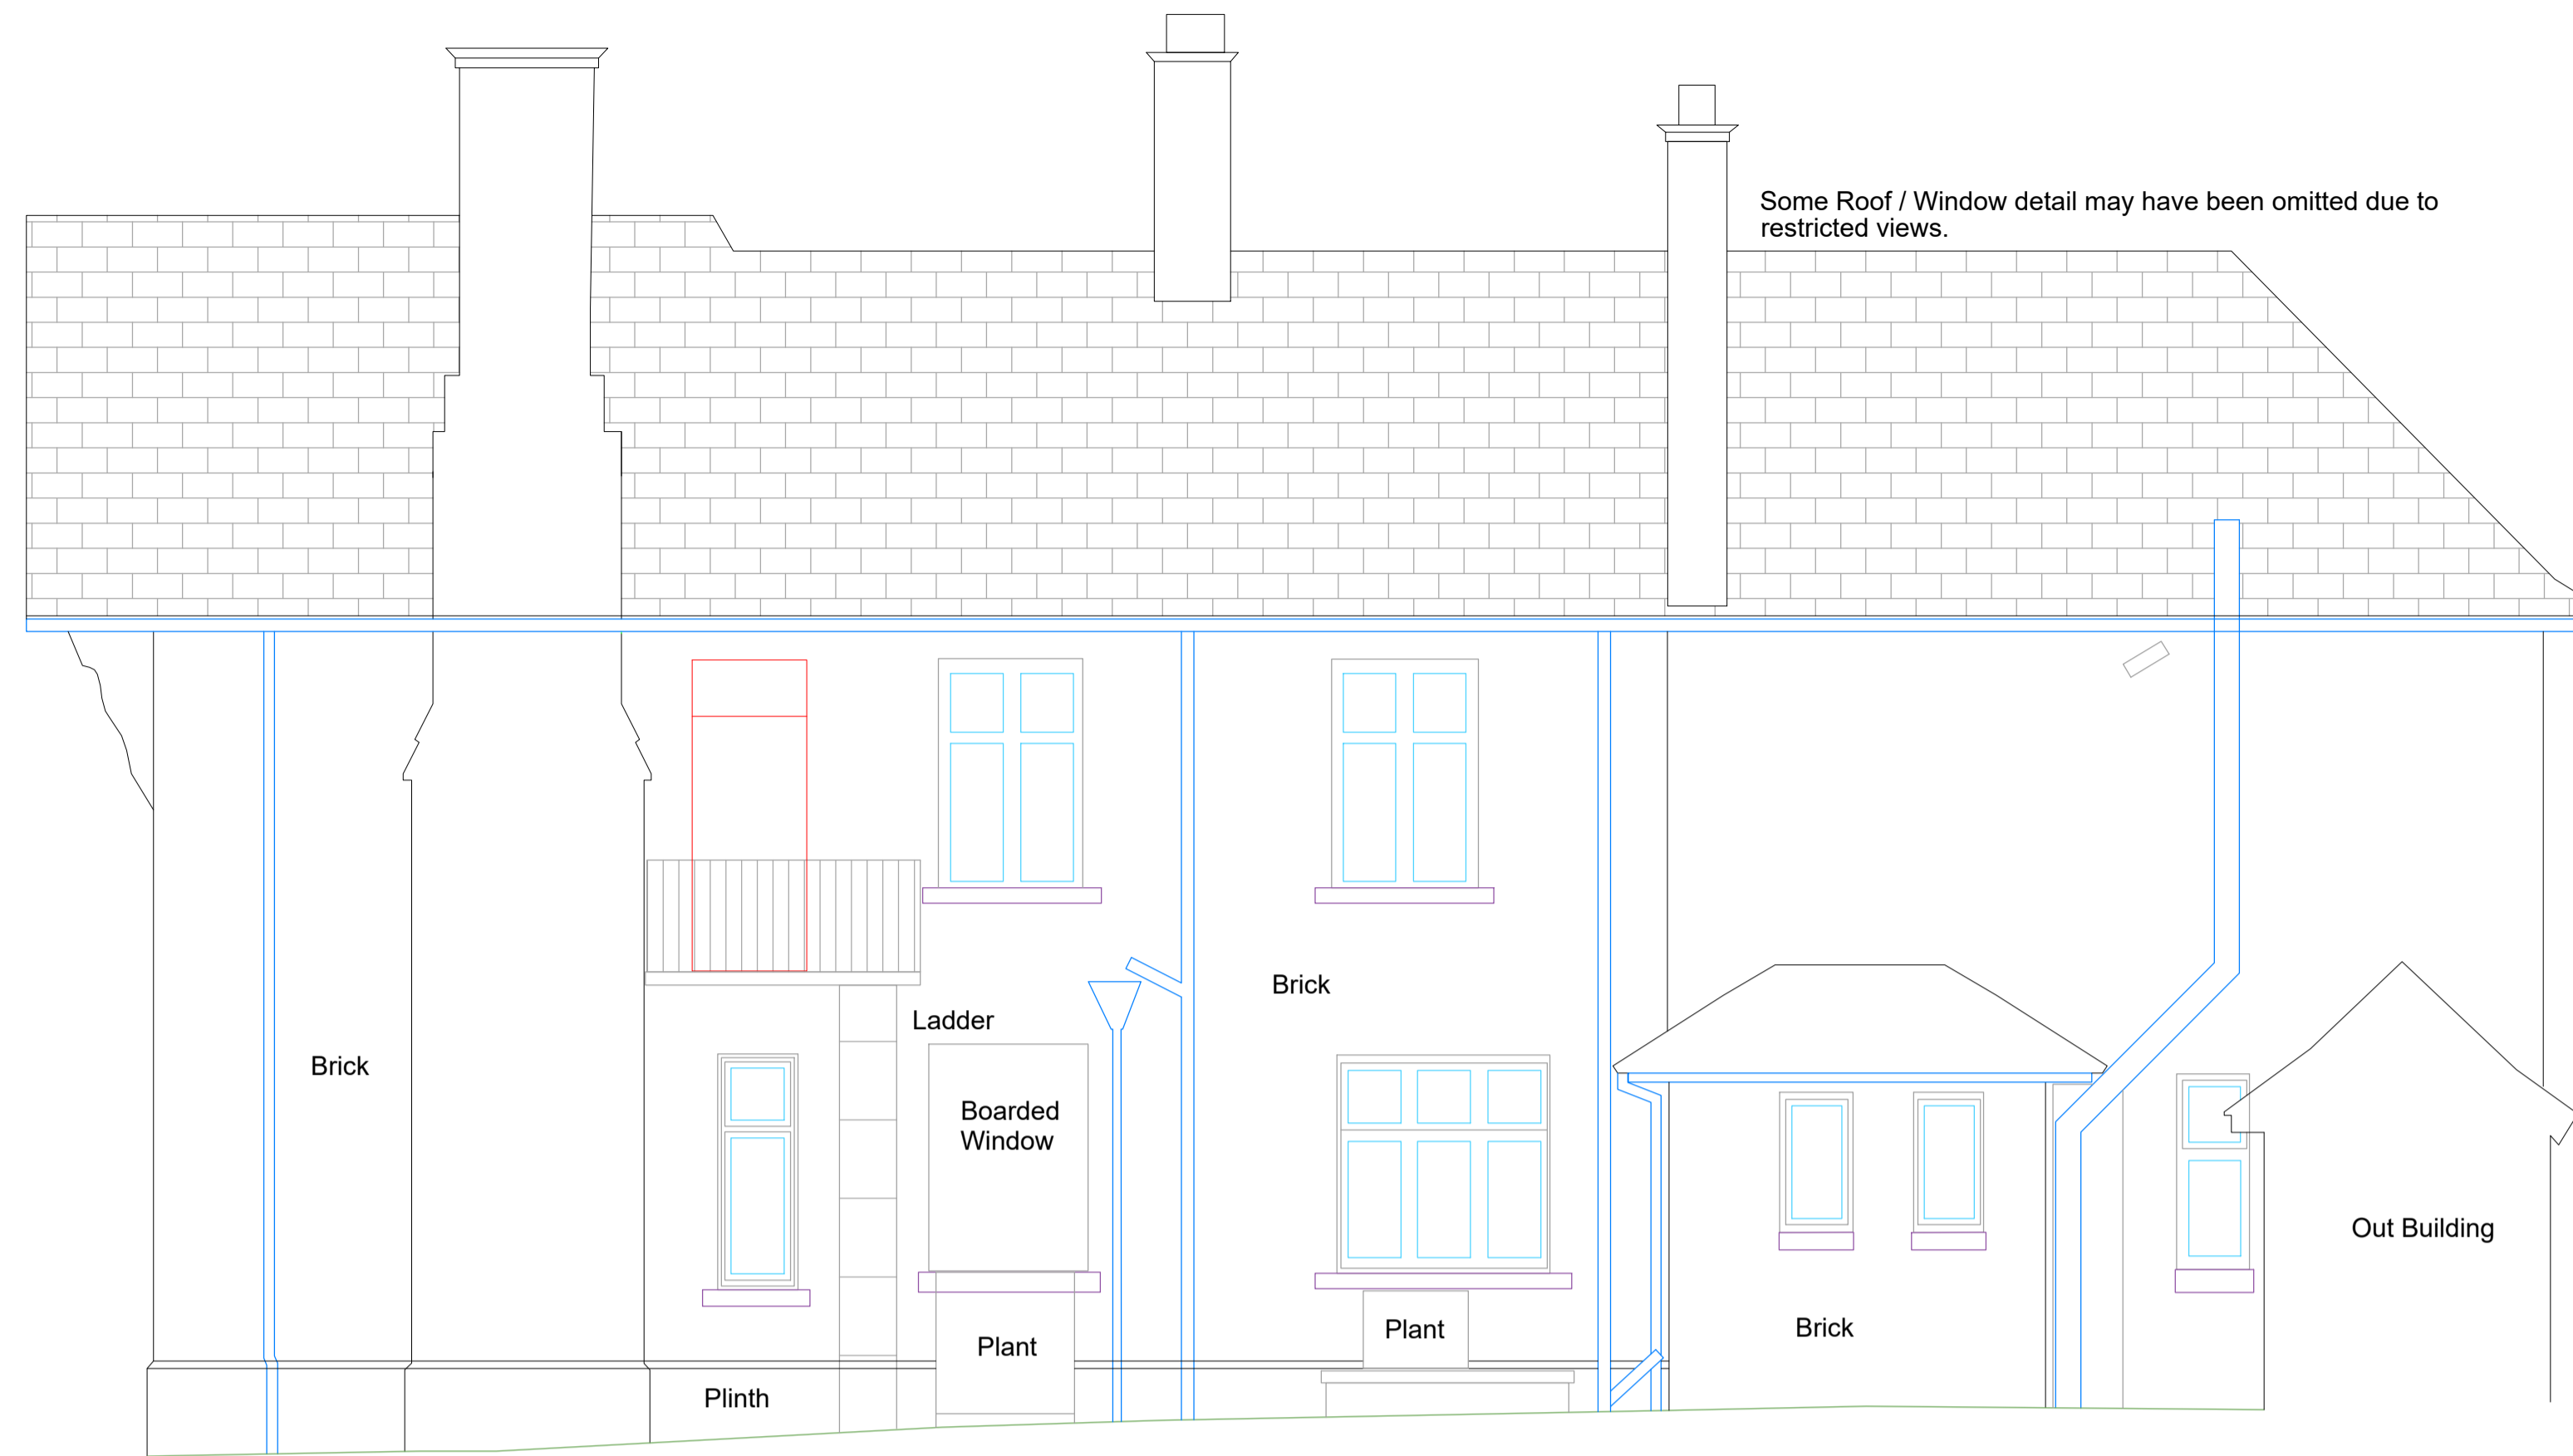 Some Roof / Window detail may have been omitted due to
restricted views.
Brick
Ladder
Brick
Boarded
Window
Out Building
Plant
Plant
Brick
Plinth